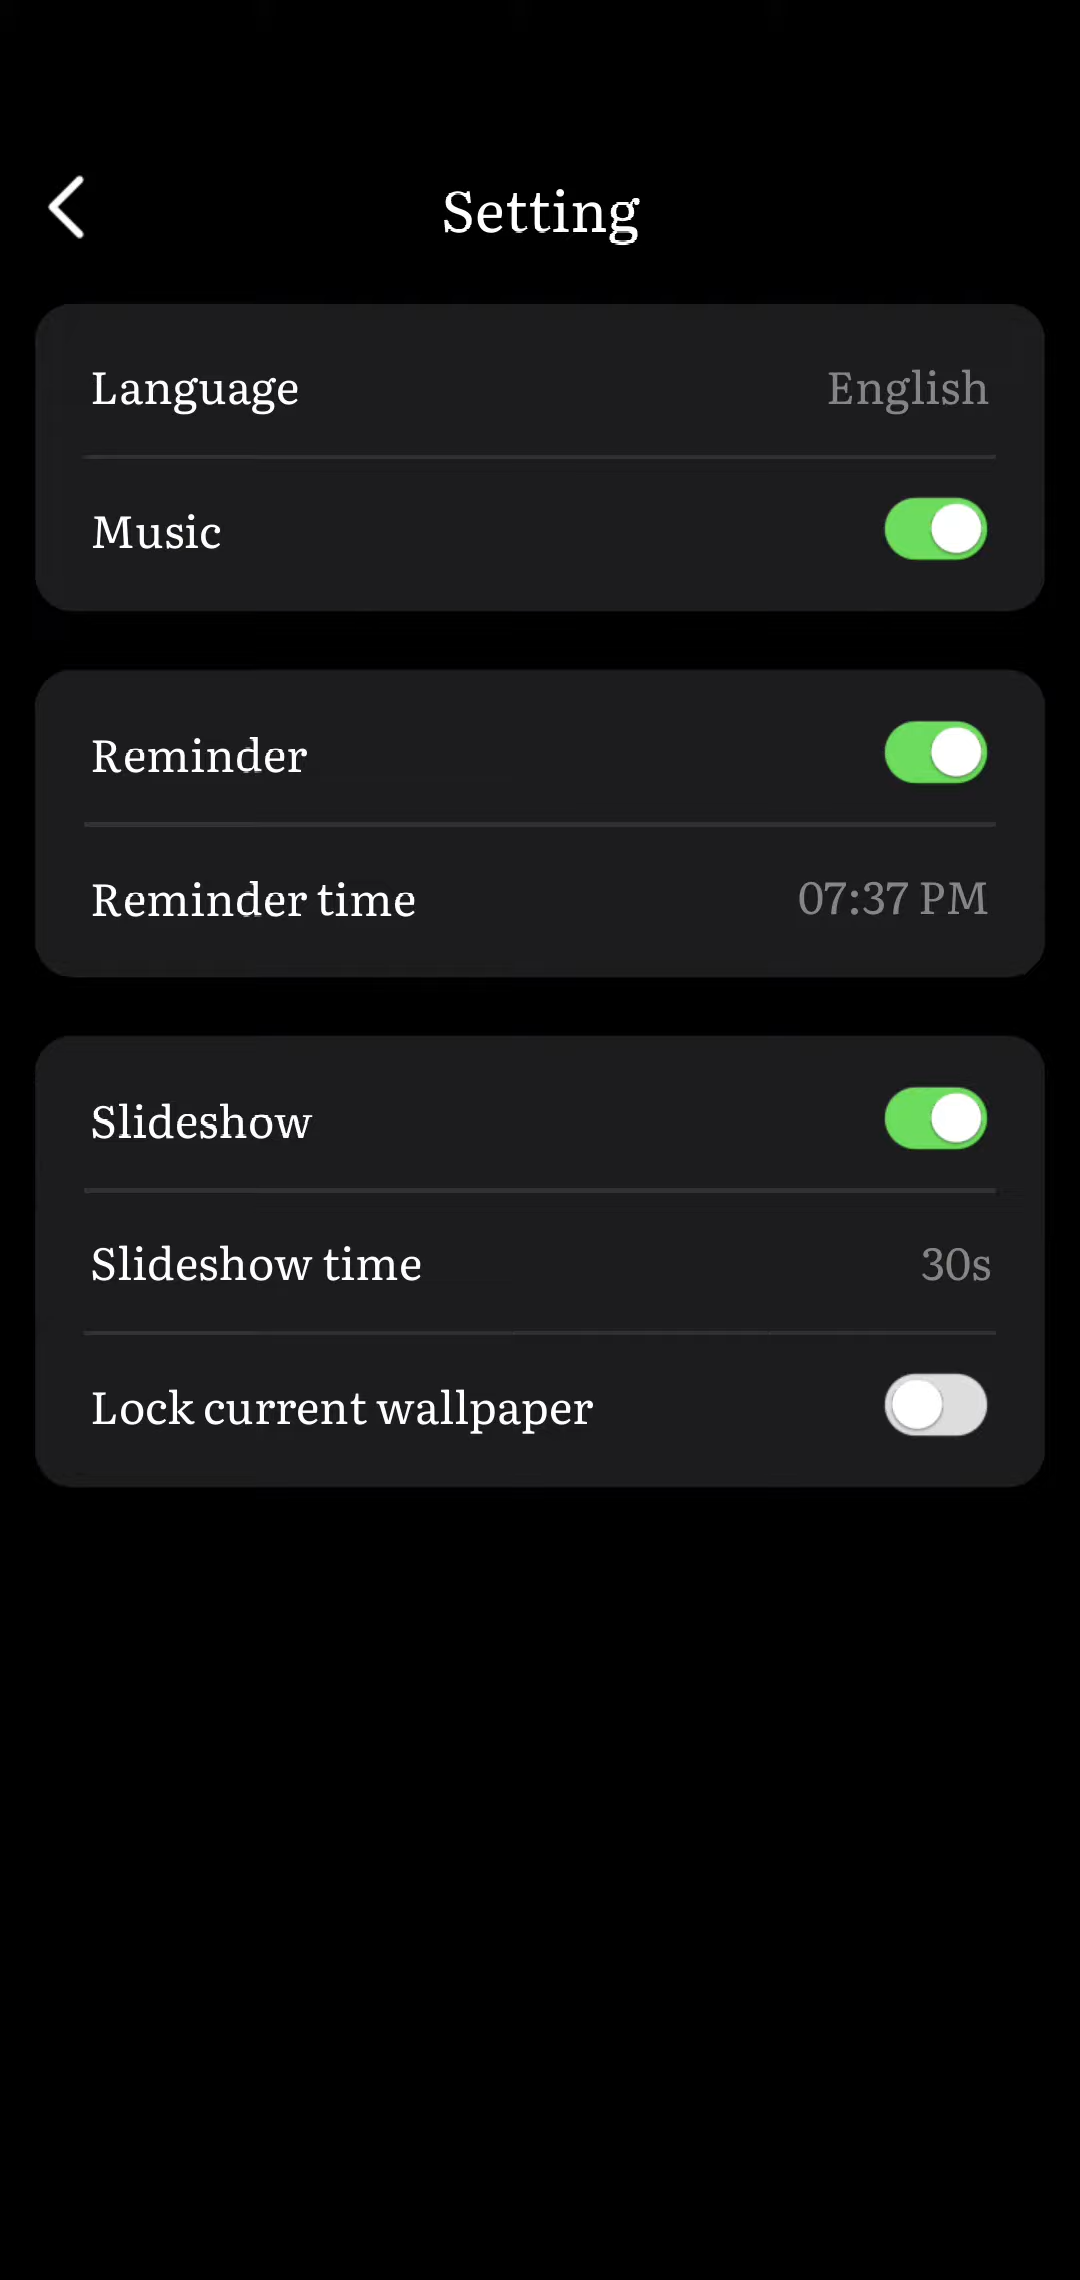 Setting
Language English
Music
Reminder
Reminder time 07:37 PM
Slideshow
Slideshow time 30s
Lock current wallpaper